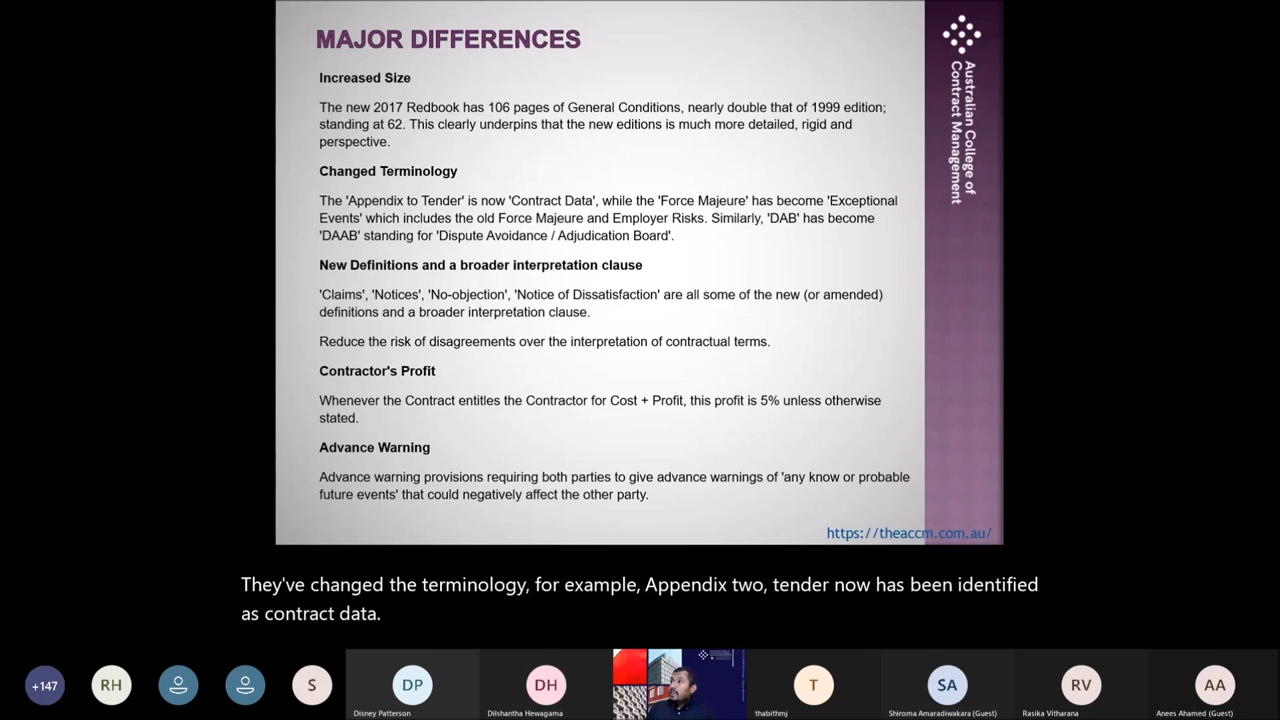 MAJOR DIFFERENCES
Increased Size
The new 2017 Redbook has 106 pages of General Conditions, nearly double that of 1999 edition;
standing at 62. This clearly underpins that the new editions is much more detailed, rigid and
perspective.
Changed Terminology
The 'Appendix to Tender' is now 'Contract Data', while the 'Force Majeure' has become 'Exceptional
Events' which includes the old Force Majeure and Employer Risks. Similarly, 'DAB' has become
'DAAB' standing for 'Dispute Avoidance / Adjudication Board'.
New Definitions and a broader interpretation clause
'Claims', 'Notices', 'No-objection', 'Notice of Dissatisfaction' are all some of the new (or amended)
definitions and a broader interpretation clause.
Reduce the risk of disagreements over the interpretation of contractual terms.
Contractor's Profit
Whenever the Contract entitles the Contractor for Cost + Profit, this profit is 5% unless otherwise
stated.
Advance Warning
Advance warning provisions requiring both parties to give advance warnings of 'any know or probable
future events' that could negatively affect the other party.
https://theaccm.com.au/
Australian College of
Contract Management
They've changed the terminology, for example, Appendix two, tender now has been identified
as contract data.
+147
RH
S
DP
Disney Patterson
DH
Dilshantha Hewagama
T
thabithmj
SA
Shiroma Amaradiwakara (Guest)
RV
Rasika Vitharana
AA
Anees Ahamed (Guest)